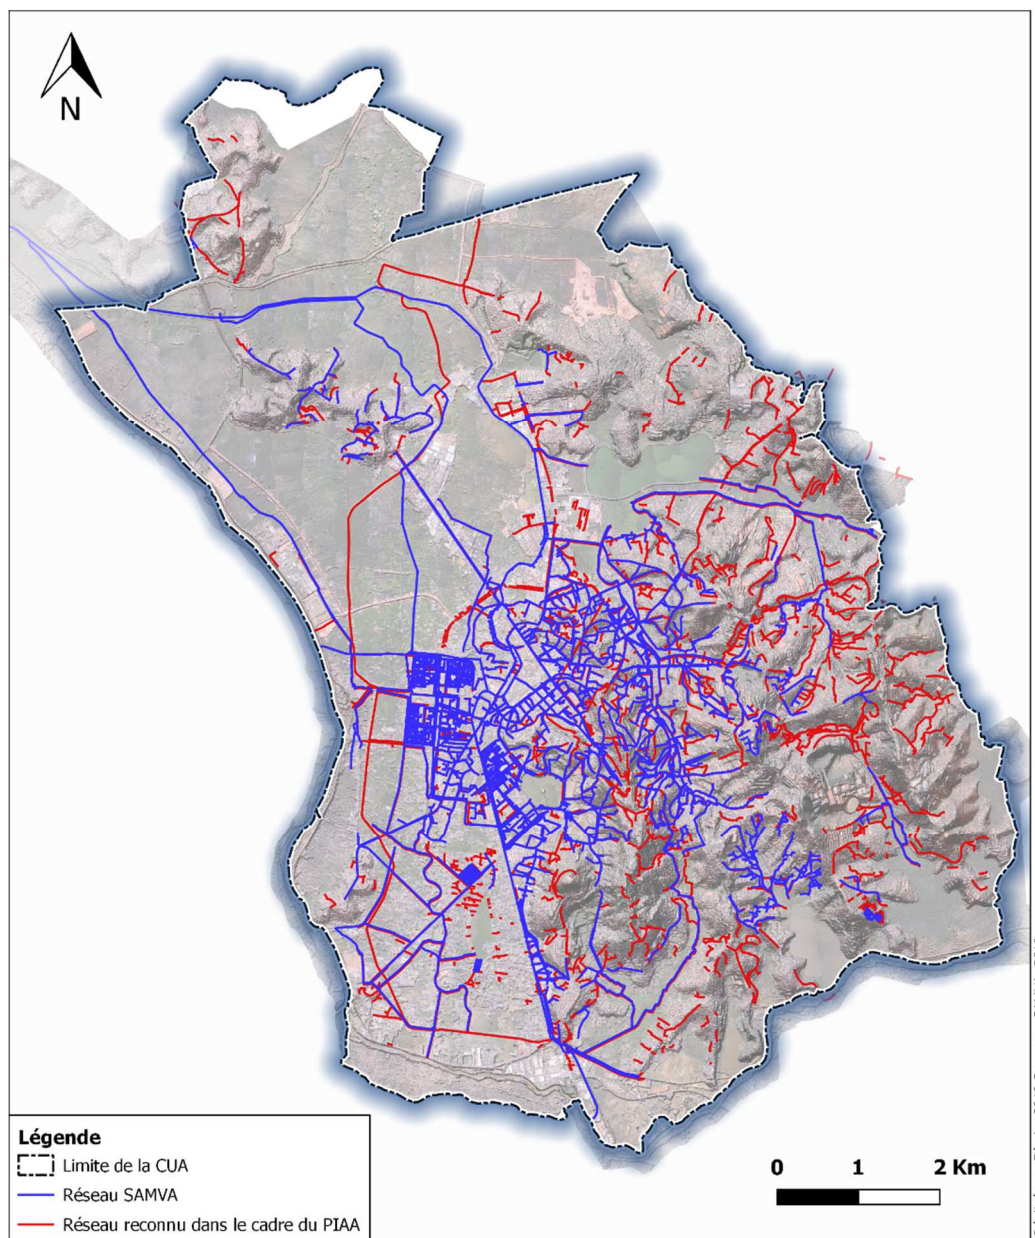 N
Légende
Limite de la CUA
Réseau SAMVA
Réseau reconnu dans le cadre du PIAA
0 1 2 Km